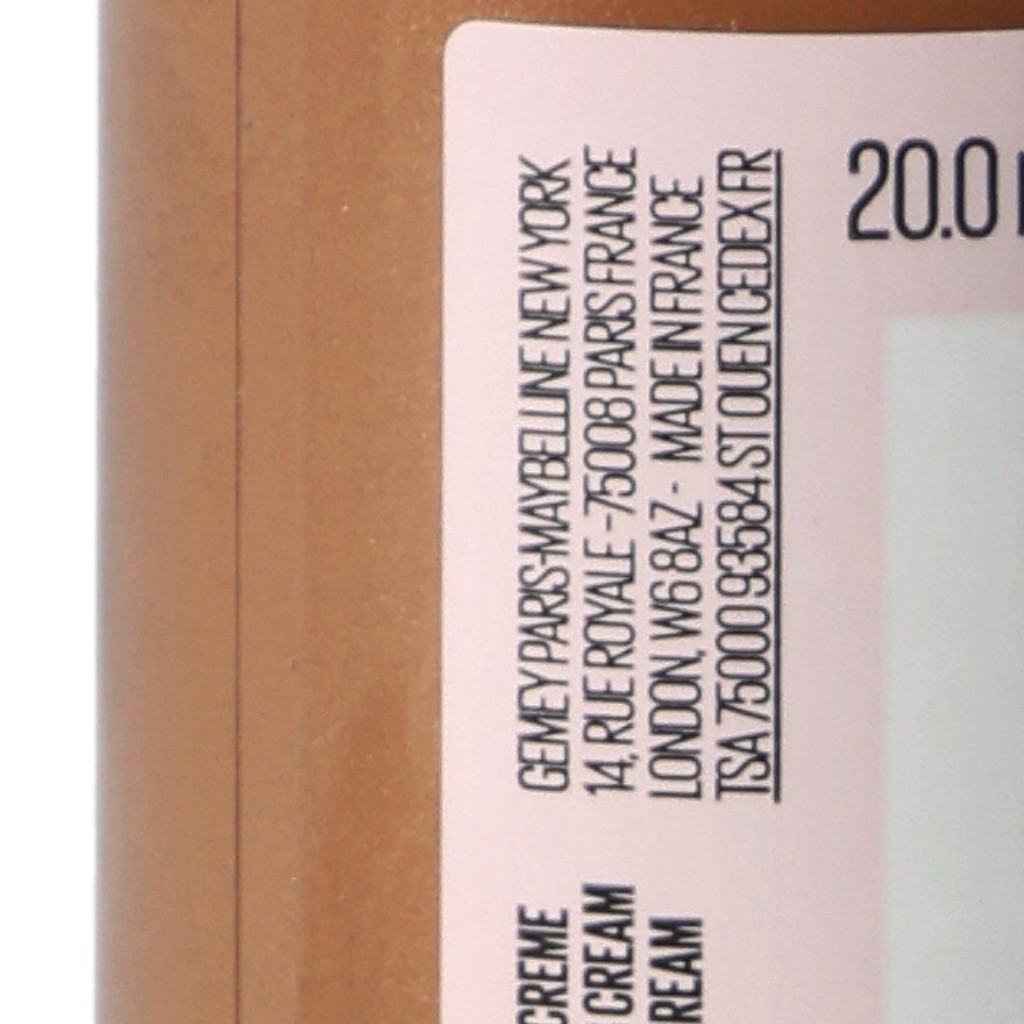 GEMEY PARIS-MAYBELLINE NEW YORK
14, RUE ROYALE - 75008 PARIS FRANCE
LONDON, W6 8AZ - MADE IN FRANCE
TSA 75000 93584 ST OUEN CEDEX FR
CREME
CREAM
REAM
20.0